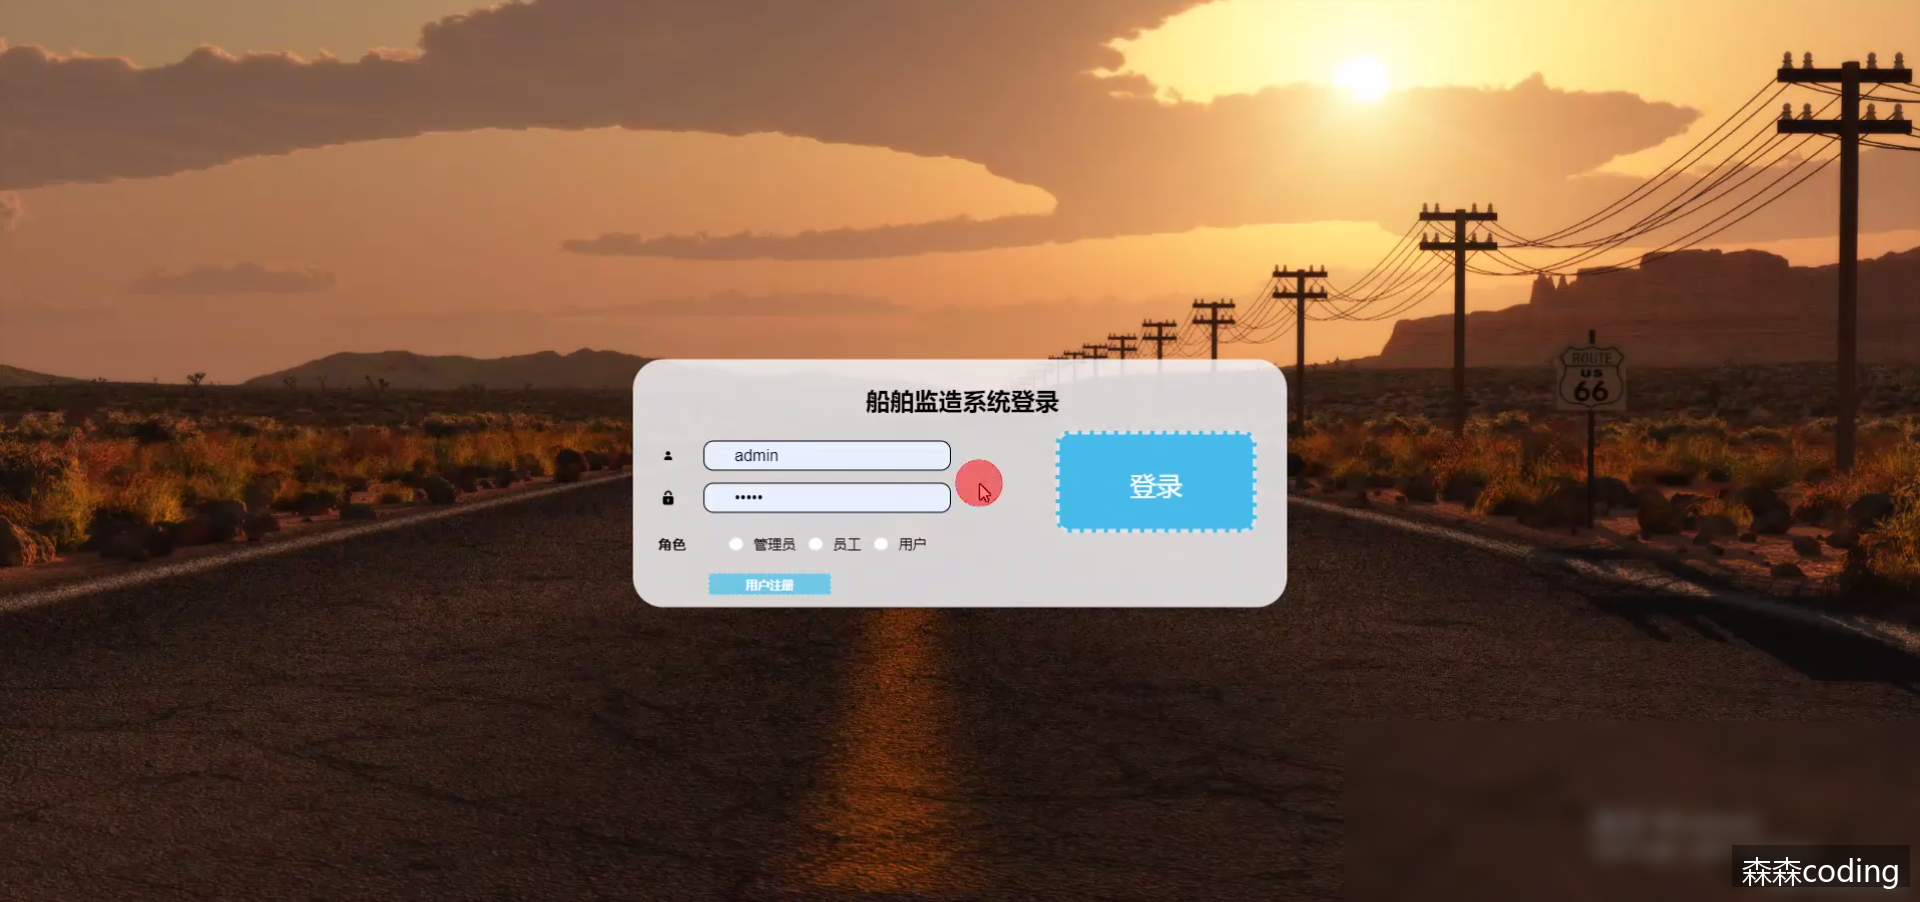 船舶监造系统登录
admin
•••••
登录
角色
管理员 员工 用户
用户注册
ROUTE
US
66
森森coding